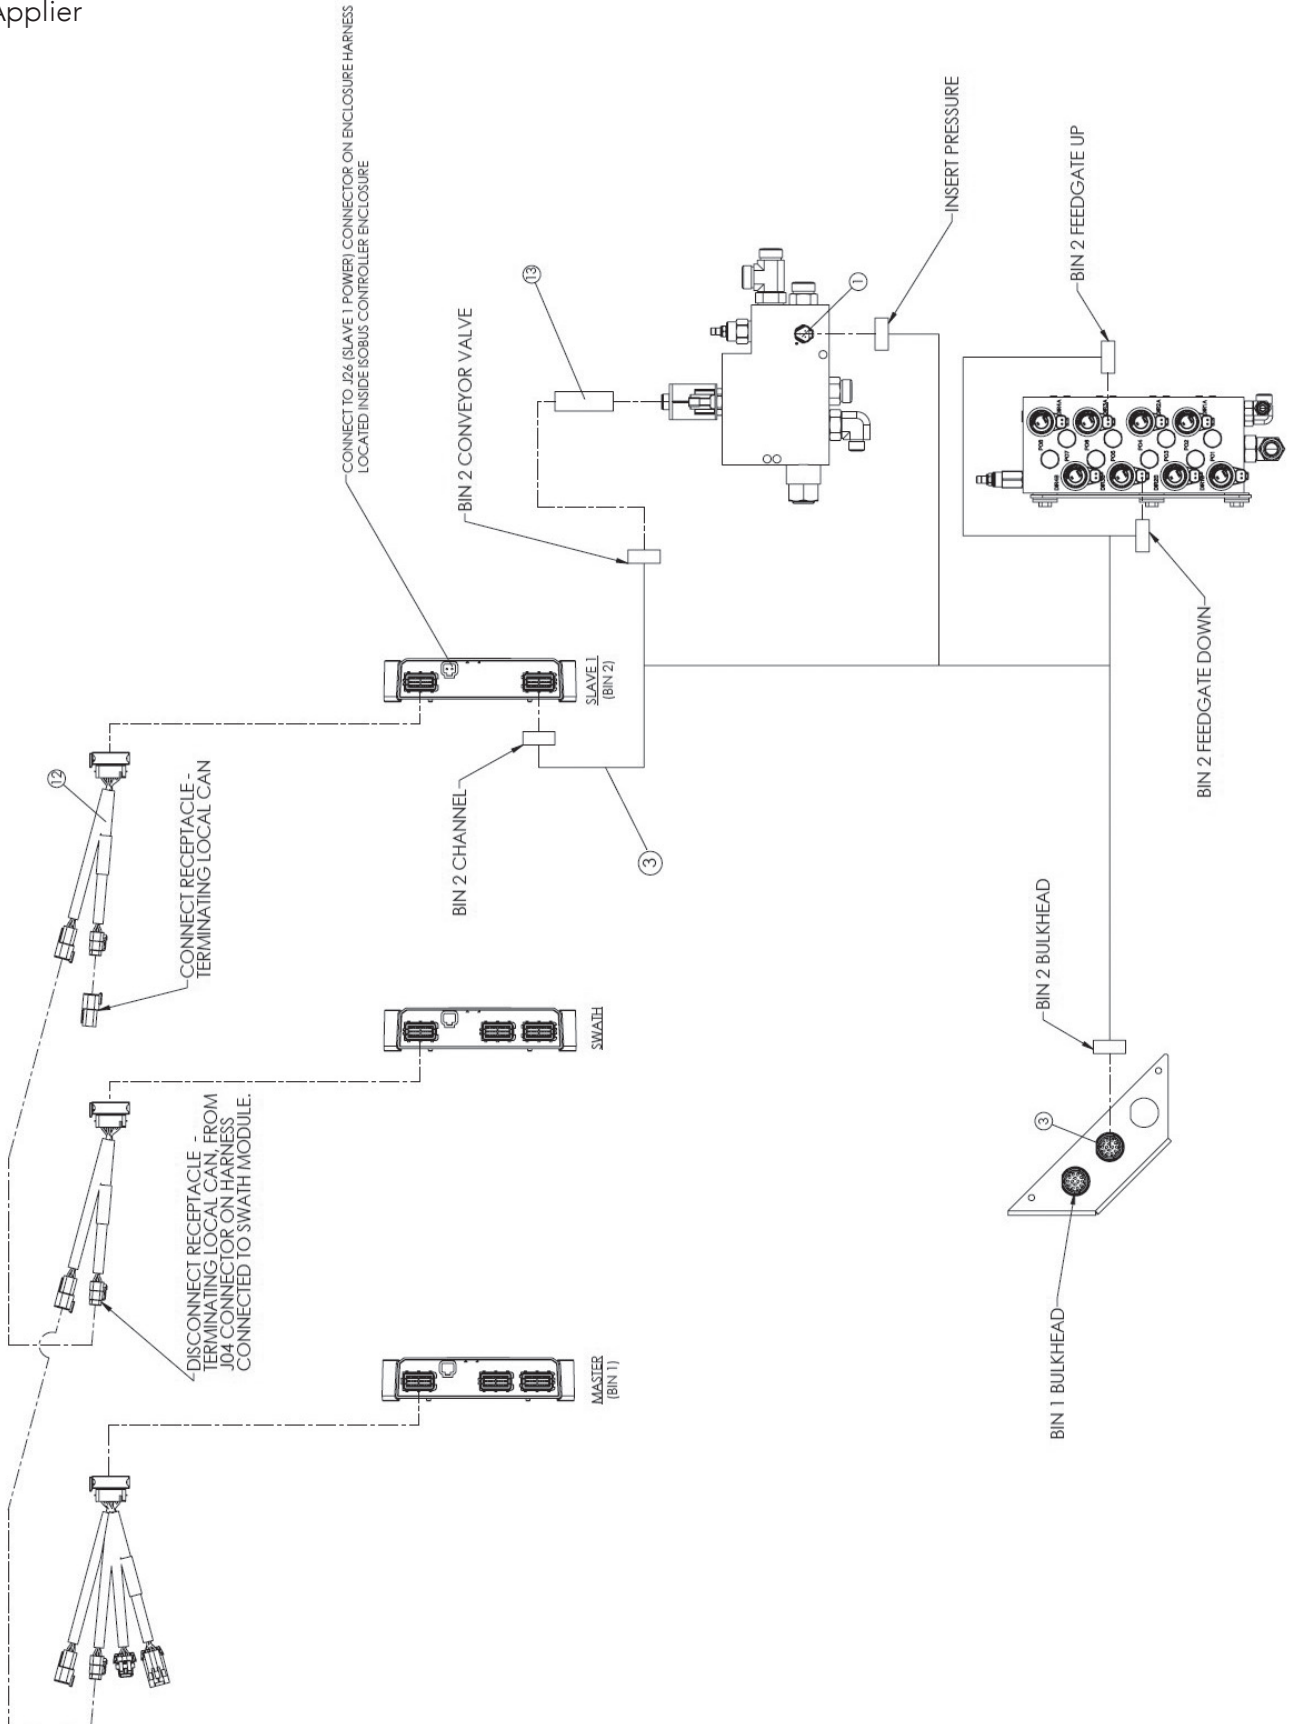 Applier
CONNECT TO J26 (SLAVE 1 POWER) CONNECTOR ON ENCLOSURE HARNESS
LOCATED INSIDE ISOBUS CONTROLLER ENCLOSURE
13
BIN 2 CONVEYOR VALVE
INSERT PRESSURE
1
BIN 2 FEEDGATE UP
12
CONNECT RECEPTACLE -
TERMINATING LOCAL CAN
SLAVE 1
(BIN 2)
BIN 2 CHANNEL
3
BIN 2 FEEDGATE DOWN
DISCONNECT RECEPTACLE -
TERMINATING LOCAL CAN, FROM
J04 CONNECTOR ON HARNESS
CONNECTED TO SWATH MODULE.
SWATH
BIN 2 BULKHEAD
3
MASTER
(BIN 1)
BIN 1 BULKHEAD